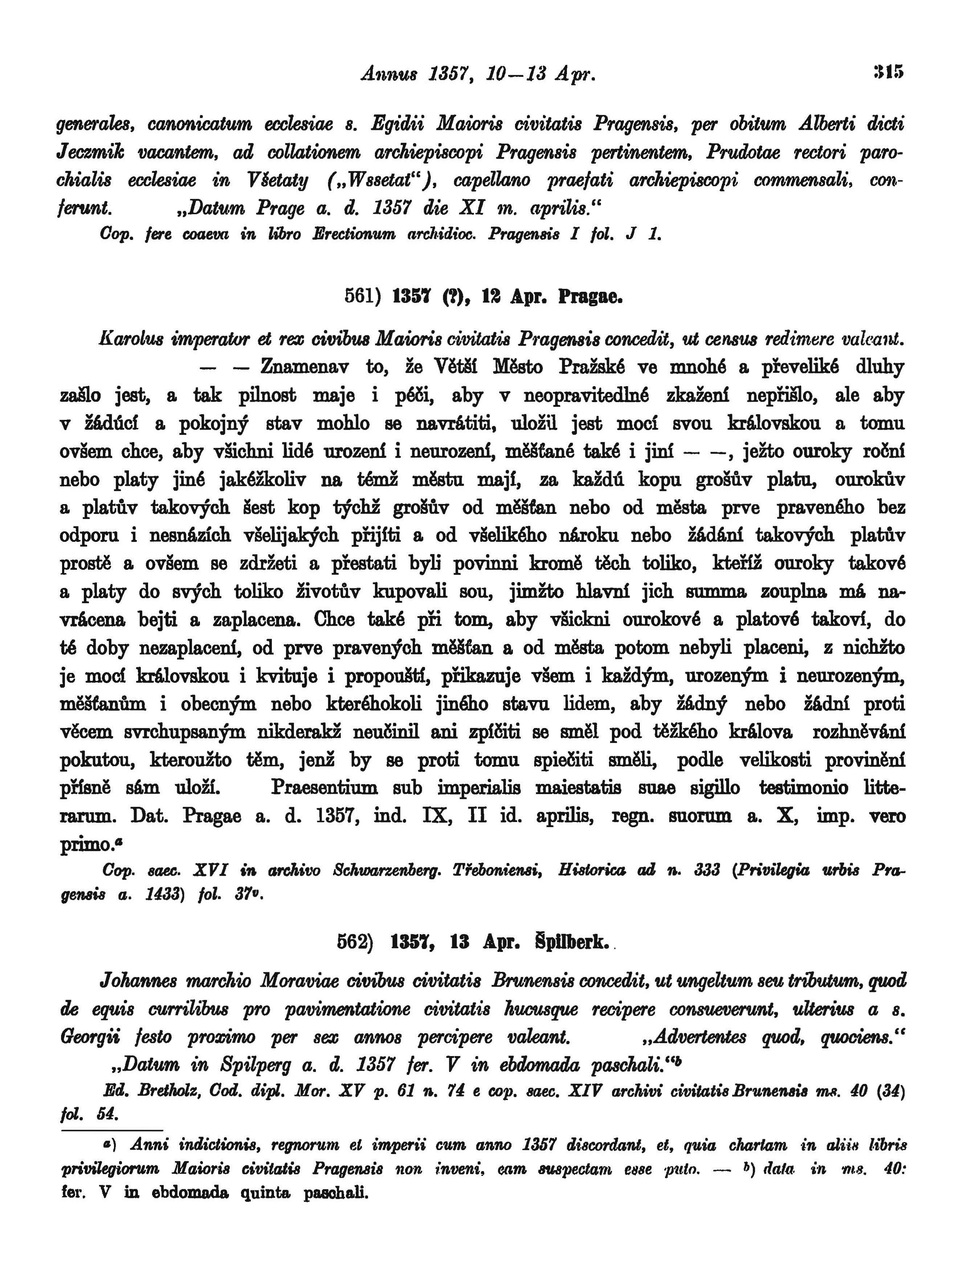 Annus 1357, 10—13 Apr. 315
generales, canonicatum ecclesiae s. Egidii Maioris civitatis Pragensis, per obitum Alberti dicti
Jeczmik vacantem, ad collationem archiepiscopi Pragensis pertinentem, Prudotae rectori paro-
chialis ecclesiae in Všetaty („Wssetat“), capellano praefati archiepiscopi commensali, con-
ferunt. „Datum Prage a. d. 1357 die XI m. aprilis.“
Cop. fere coaeva in libro Erectionum archidioc. Pragensis I fol. J 1.
561) 1357 (?), 12 Apr. Pragae.
Karolus imperator et rex civibus Maioris civitatis Pragensis concedit, ut census redimere valeant.
— — Znamenav to, že Větší Město Pražské ve mnohé a převeliké dluhy
zašlo jest, a tak pilnost maje i péči, aby v neopravitedlné zkažení nepřišlo, ale aby
v žádúcí a pokojný stav mohlo se navrátiti, uložil jest mocí svou královskou a tomu
ovšem chce, aby všichni lidé urození i neurození, měšťané také i jiní — —, ježto ouroky roční
nebo platy jiné jakéžkoliv na témž městu mají, za každú kopu grošův platu, ourokův
a platův takových šest kop týchž grošův od měšťan nebo od města prve praveného bez
odporu i nesnázích všelijakých přijíti a od všelikého nároku nebo žádání takových platův
prostě a ovšem se zdržeti a přestati byli povinni kromě těch toliko, kteříž ouroky takové
a platy do svých toliko životův kupovali sou, jimžto hlavní jich summa zouplna má na-
vrácena bejti a zaplacena. Chce také při tom, aby všickni ourokové a platové takoví, do
té doby nezaplacení, od prve pravených měšťan a od města potom nebyli placeni, z nichžto
je mocí královskou i kvituje i propouští, přikazuje všem i každým, urozeným i neurozeným,
měšťanům i obecným nebo kteréhokoli jiného stavu lidem, aby žádný nebo žádní proti
věcem svrchupsaným nikderakž neučinil ani zpíčiti se směl pod těžkého králova rozhněvání
pokutou, kteroužto těm, jenž by se proti tomu spiečiti směli, podle velikosti provinění
přísně sám uloží. Praesentium sub imperialis maiestatis suae sigillo testimonio litte-
rarum. Dat. Pragae a. d. 1357, ind. IX, II id. aprilis, regn. suorum a. X, imp. vero
primo.ᵃ
Cop. saec. XVI in archivo Schwarzenberg. Třeboniensi, Historica ad n. 333 (Privilegia urbis Pra-
gensis a. 1433) fol. 37ᵛ.
562) 1357, 13 Apr. Špilberk.
Johannes marchio Moraviae civibus civitatis Brunensis concedit, ut ungeltum seu tributum, quod
de equis currilibus pro pavimentatione civitatis hucusque recipere consueverunt, ulterius a s.
Georgii festo proximo per sex annos percipere valeant. „Advertentes quod, quociens.“
„Datum in Spilperg a. d. 1357 fer. V in ebdomada paschali.“ᵇ
Ed. Bretholz, Cod. dipl. Mor. XV p. 61 n. 74 e cop. saec. XIV archivi civitatis Brunensis ms. 40 (34)
fol. 54.
ᵃ) Anni indictionis, regnorum et imperii cum anno 1357 discordant, et, quia chartam in aliis libris
privilegiorum Maioris civitatis Pragensis non inveni, eam suspectam esse puto. — ᵇ) data in ms. 40:
fer. V in ebdomada quinta paschali.